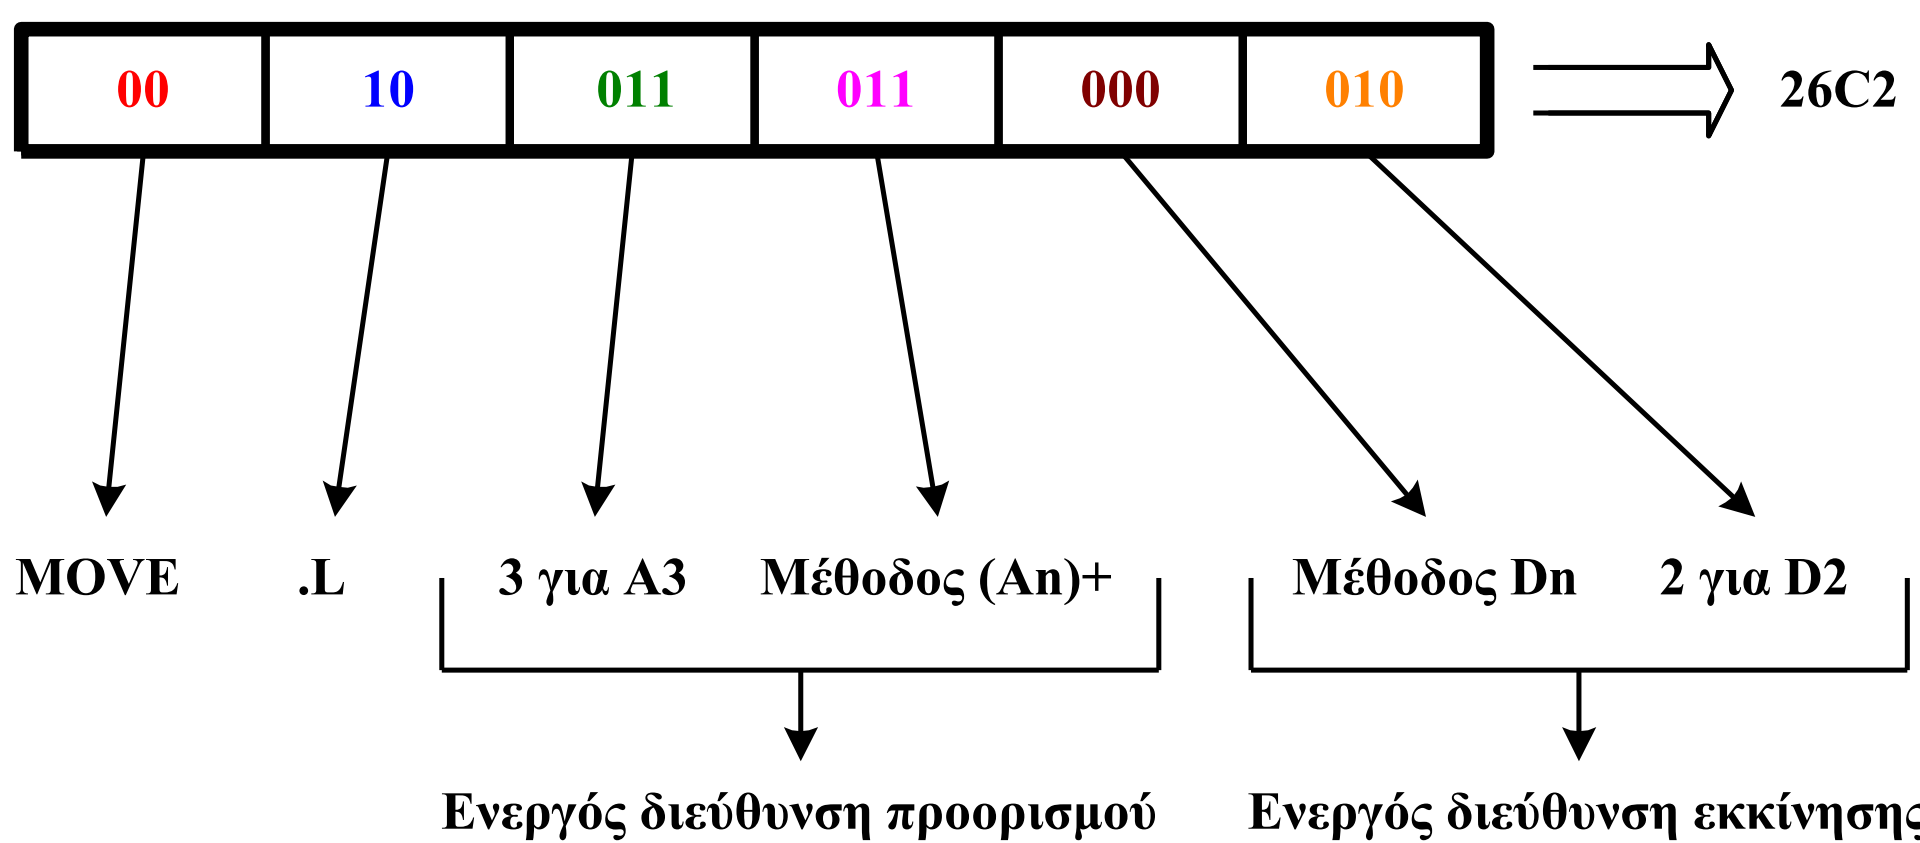 00 10 011 011 000 010 26C2
MOVE .L 3 για A3 Μέθοδος (An)+ Μέθοδος Dn 2 για D2
Ενεργός διεύθυνση προορισμού Ενεργός διεύθυνση εκκίνησης